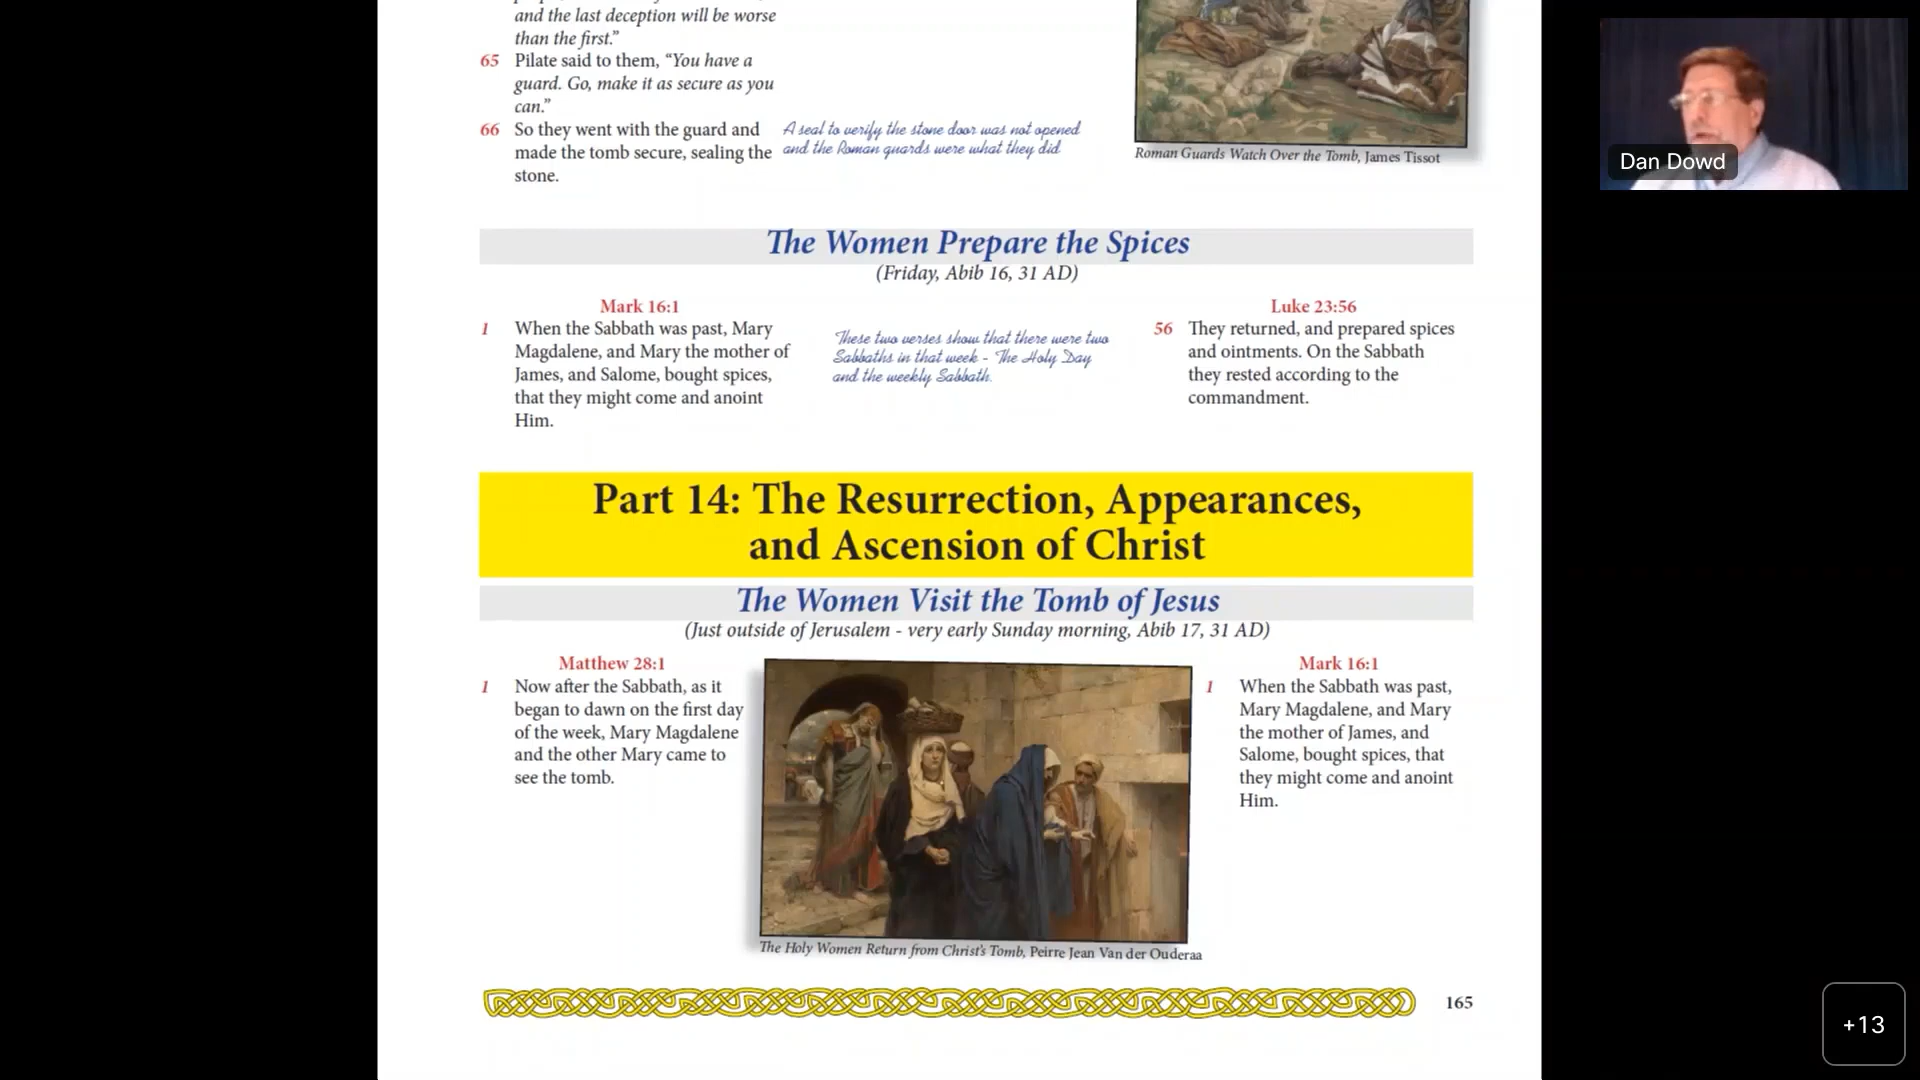 and the last deception will be worse
than the first.”
65 Pilate said to them, “You have a
guard. Go, make it as secure as you
can.”
66 So they went with the guard and
made the tomb secure, sealing the
stone.
A seal to verify the stone door was not opened
and the Roman guards were what they did
Roman Guards Watch Over the Tomb, James Tissot
Dan Dowd
The Women Prepare the Spices
(Friday, Abib 16, 31 AD)
Mark 16:1
1 When the Sabbath was past, Mary
Magdalene, and Mary the mother of
James, and Salome, bought spices,
that they might come and anoint
Him.
These two verses show that there were two
Sabbaths in that week - The Holy Day
and the weekly Sabbath.
Luke 23:56
56 They returned, and prepared spices
and ointments. On the Sabbath
they rested according to the
commandment.
Part 14: The Resurrection, Appearances,
and Ascension of Christ
The Women Visit the Tomb of Jesus
(Just outside of Jerusalem - very early Sunday morning, Abib 17, 31 AD)
Matthew 28:1
1 Now after the Sabbath, as it
began to dawn on the first day
of the week, Mary Magdalene
and the other Mary came to
see the tomb.
Mark 16:1
1 When the Sabbath was past,
Mary Magdalene, and Mary
the mother of James, and
Salome, bought spices, that
they might come and anoint
Him.
The Holy Women Return from Christ's Tomb, Peirre Jean Van der Ouderaa
165
+13